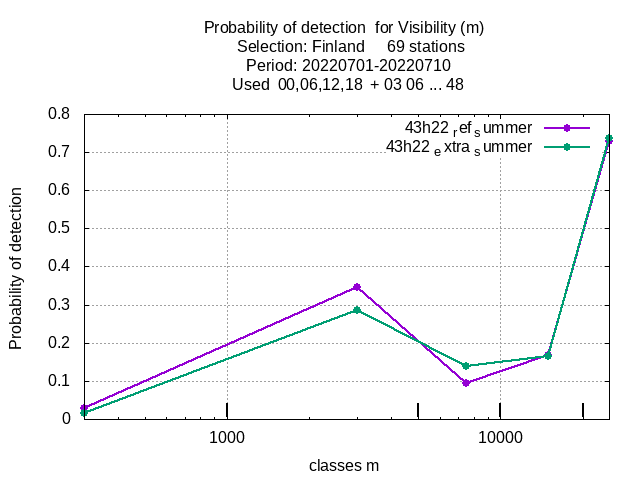 Probability of detection  for Visibility (m)
Selection: Finland     69 stations
Period: 20220701-20220710
Used  00,06,12,18  + 03 06 ... 48
43h22 ref summer
43h22 extra summer
0.8
0.7
0.6
0.5
0.4
0.3
0.2
0.1
0
Probability of detection
1000
10000
classes m